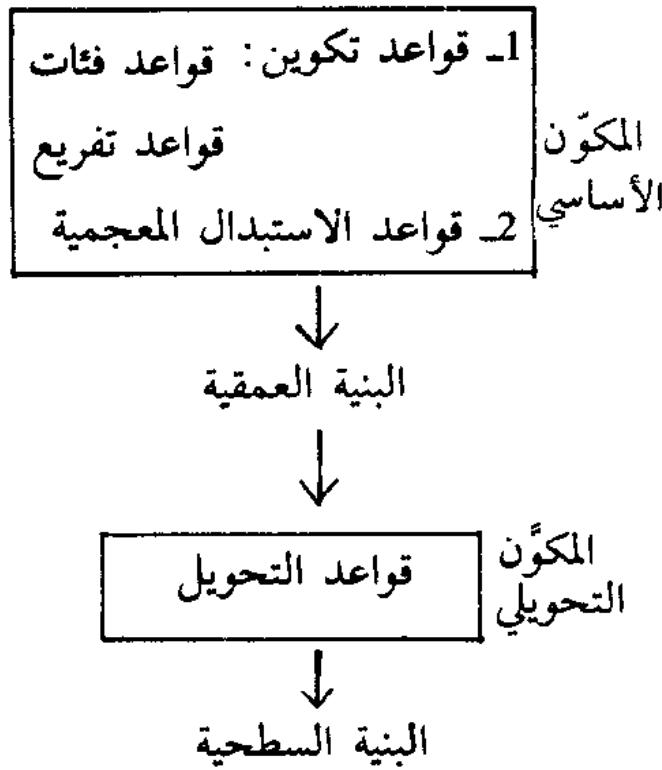 1ـ قواعد تكوين : قواعد فئات
قواعد تفريع
2ـ قواعد الاستبدال المعجمية
المكوّن
الأساسي
البنية العمقية
قواعد التحويل
المكوَّن
التحويلي
البنية السطحية